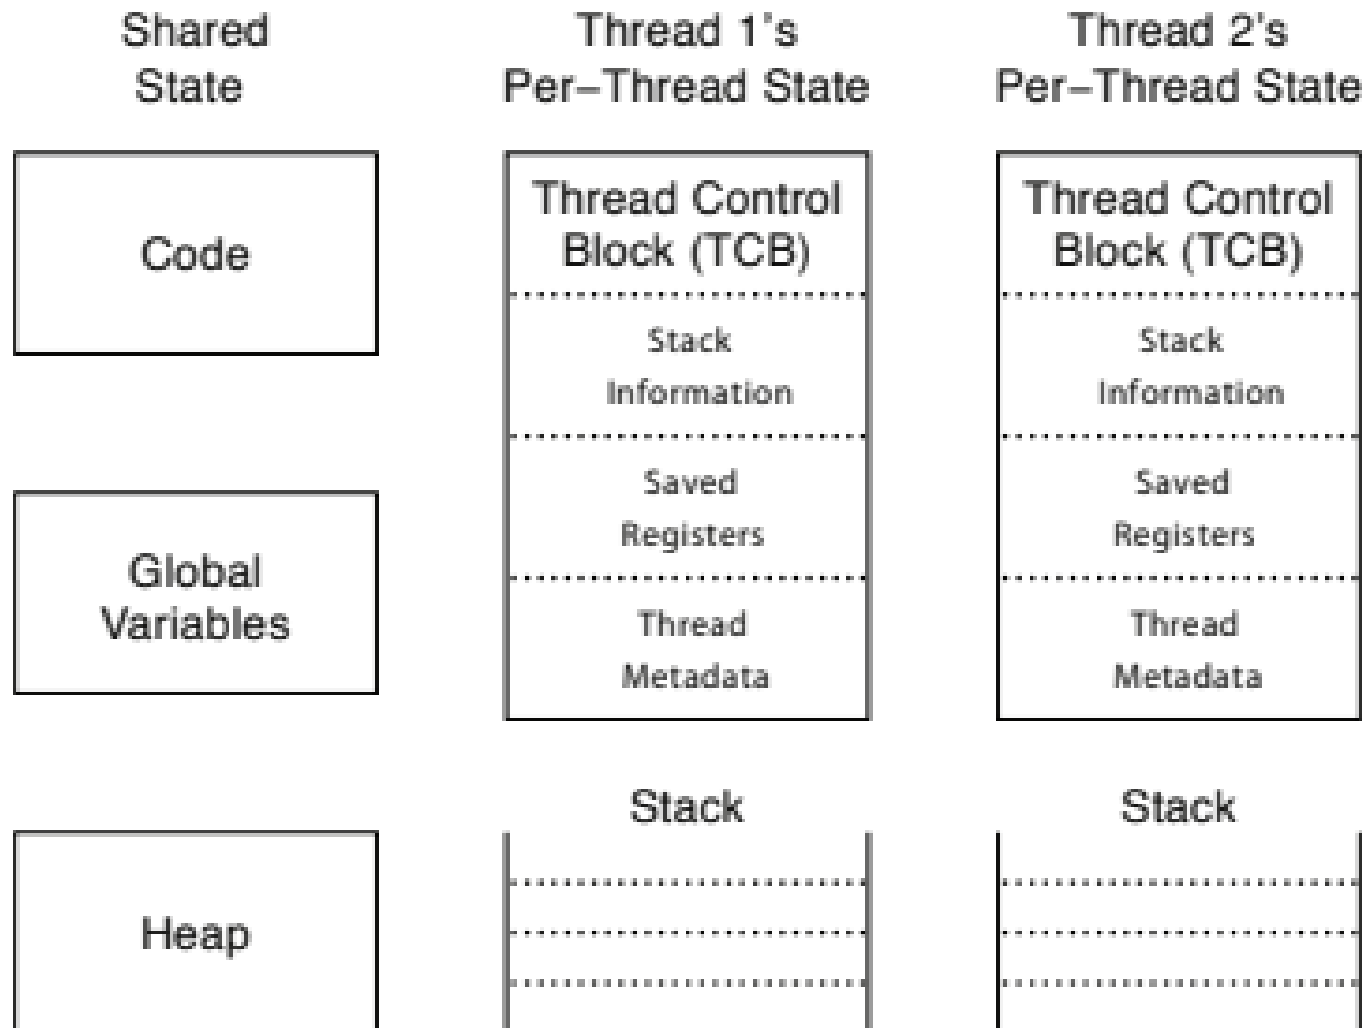 Shared
State
Code
Global
Variables
Heap
Thread 1's
Per-Thread State
Thread Control
Block (TCB)
Stack
Information
Saved
Registers
Thread
Metadata
Stack
Thread 2's
Per-Thread State
Thread Control
Block (TCB)
Stack
Information
Saved
Registers
Thread
Metadata
Stack